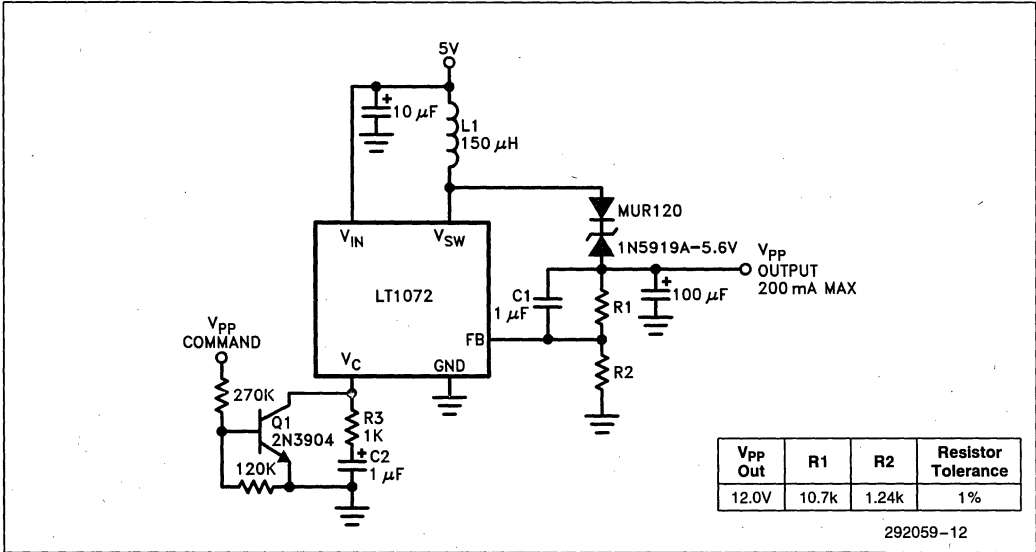 5V
10 μF
L1
150 μH
MUR120
V_IN
V_SW
1N5919A-5.6V
V_PP
OUTPUT
200 mA MAX
LT1072
C1
1 μF
R1
100 μF
V_PP
COMMAND
FB
V_C
GND
R2
270K
Q1
2N3904
R3
1K
120K
C2
1 μF
V_PP Out R1 R2 Resistor Tolerance
12.0V 10.7k 1.24k 1%
292059-12